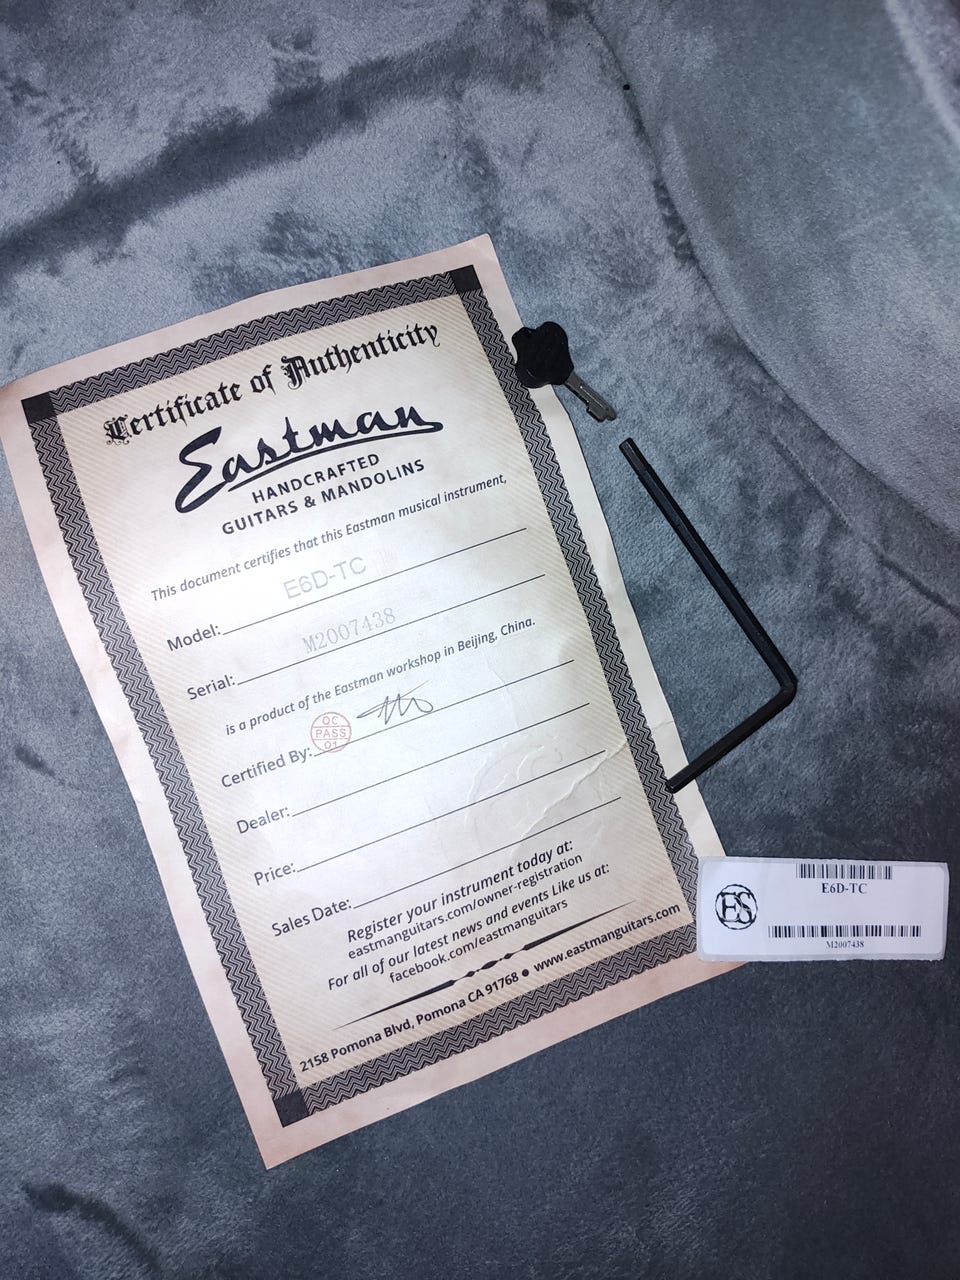 Certificate of Authenticity
Eastman
HANDCRAFTED
GUITARS & MANDOLINS
This document certifies that this Eastman musical instrument,
Model: E6D-TC
Serial: M2007438
is a product of the Eastman workshop in Beijing, China.
Certified By:
QC
PASS
01
Dealer:
Price:
Sales Date:
Register your instrument today at:
eastmanguitars.com/owner-registration
For all of our latest news and events Like us at:
facebook.com/eastmanguitars
2158 Pomona Blvd, Pomona CA 91768 ● www.eastmanguitars.com
ES
E6D-TC
M2007438